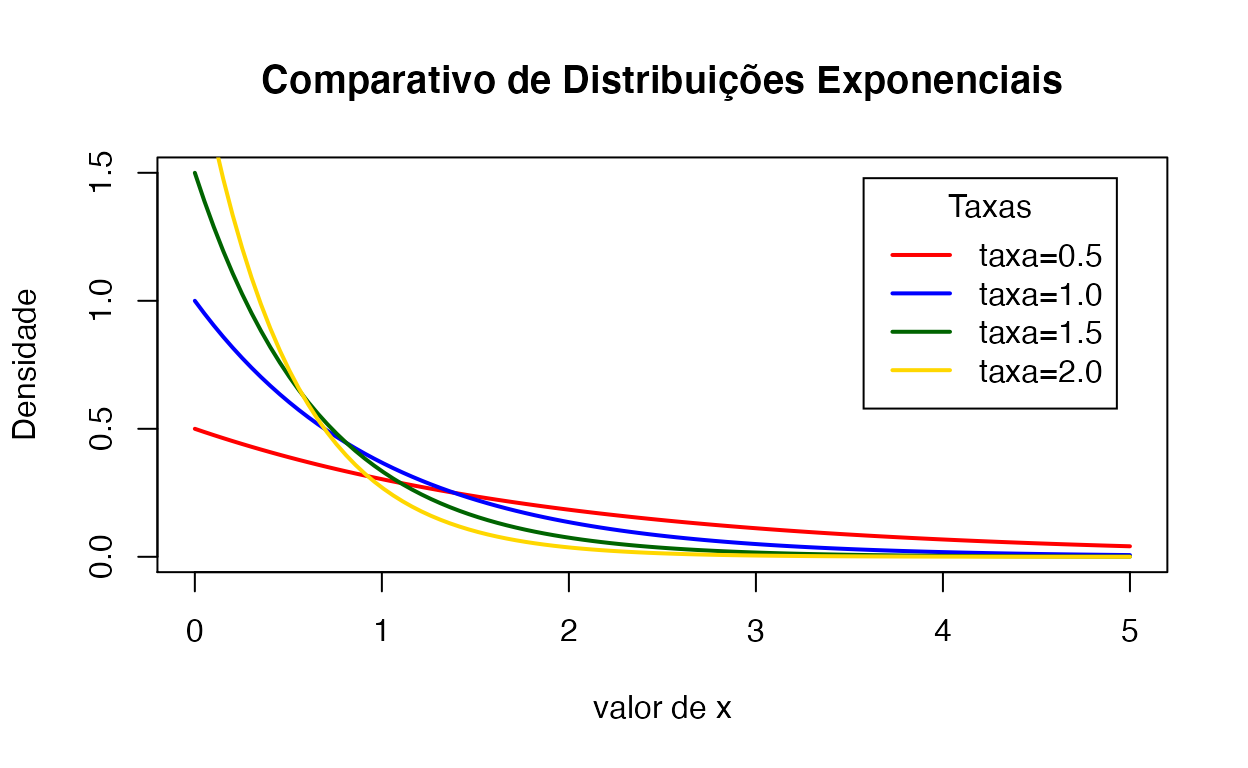 Comparativo de Distribuições Exponenciais
Densidade
1.5
1.0
0.5
0.0
Taxas
taxa=0.5
taxa=1.0
taxa=1.5
taxa=2.0
0 1 2 3 4 5
valor de x